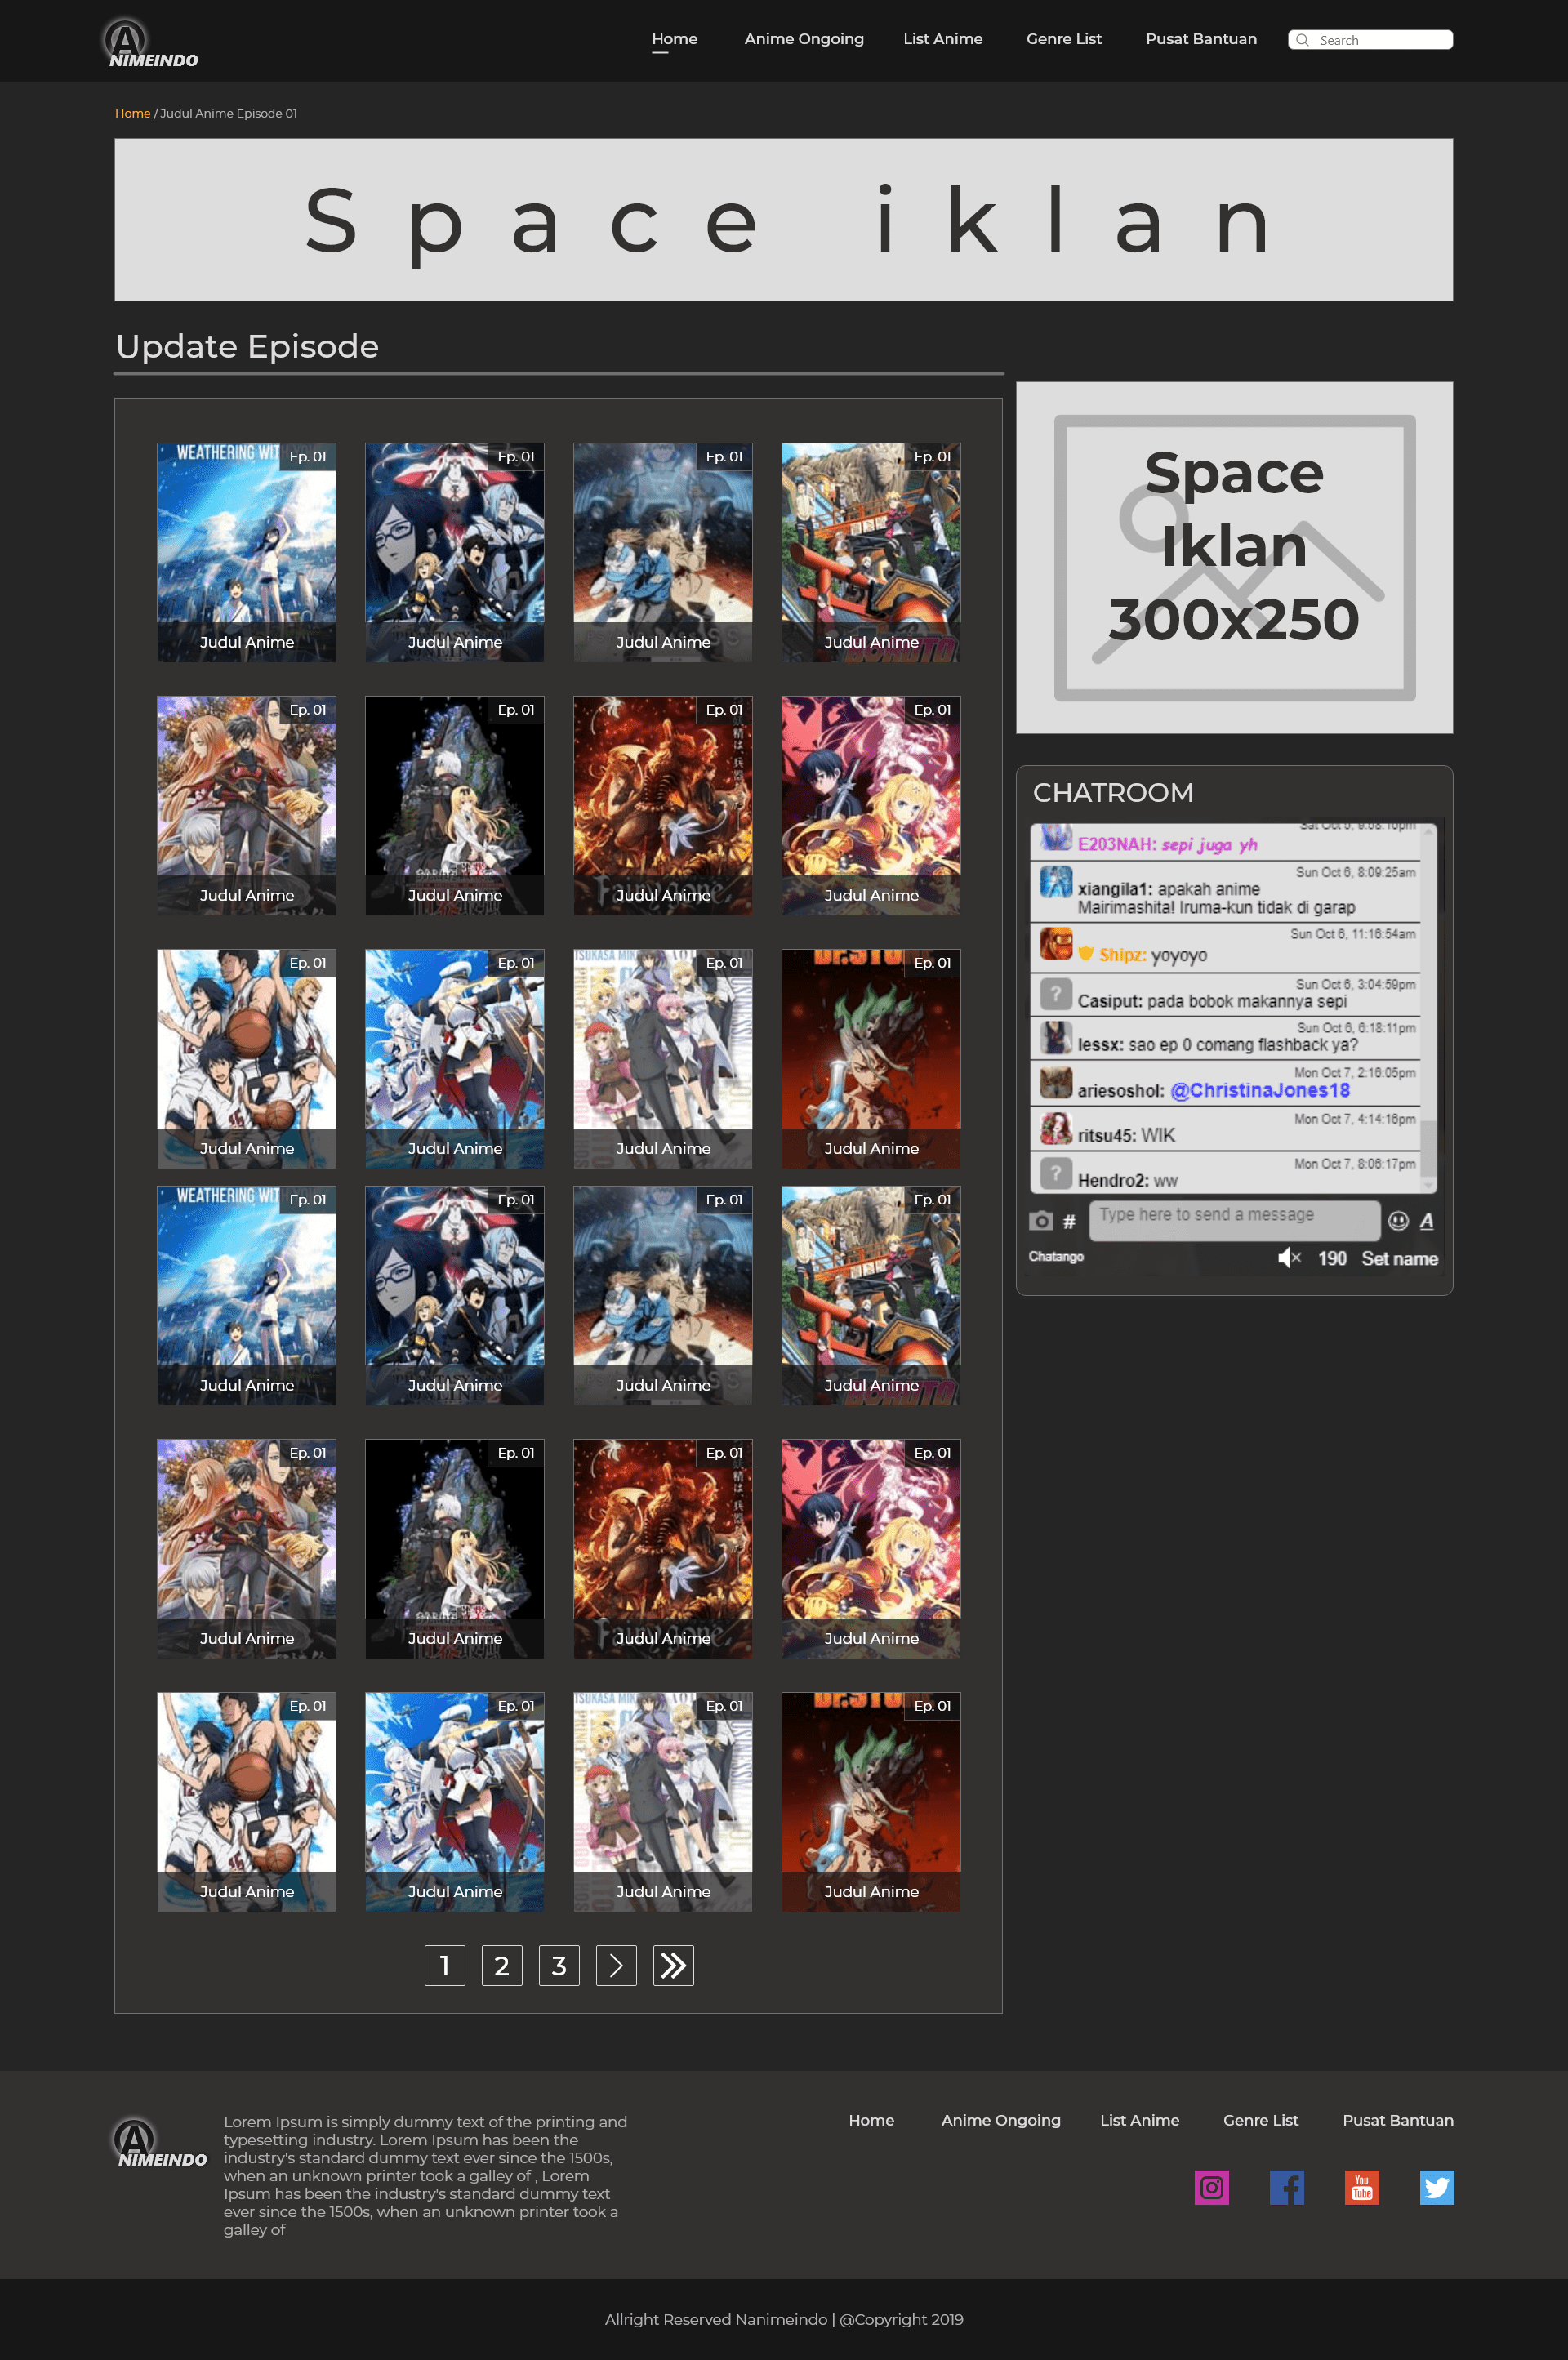 NIMEINDO
Home Anime Ongoing List Anime Genre List Pusat Bantuan Search
Home / Judul Anime Episode 01
Space iklan
Update Episode
WEATHERING WIT Ep. 01 Ep. 01 Ep. 01 Ep. 01
Judul Anime Judul Anime Judul Anime Judul Anime
BORUTO
Ep. 01 Ep. 01 Ep. 01 Ep. 01
Judul Anime Judul Anime Judul Anime Judul Anime
Ep. 01 Ep. 01 Ep. 01 Ep. 01
Judul Anime Judul Anime Judul Anime Judul Anime
WEATHERING WIT Ep. 01 Ep. 01 Ep. 01 Ep. 01
Judul Anime Judul Anime Judul Anime Judul Anime
BORUTO
Ep. 01 Ep. 01 Ep. 01 Ep. 01
Judul Anime Judul Anime Judul Anime Judul Anime
Ep. 01 Ep. 01 Ep. 01 Ep. 01
Judul Anime Judul Anime Judul Anime Judul Anime
1 2 3
Space
Iklan
300x250
CHATROOM
Sat Oct 5, 9:08:10pm
E203NAH: sepi juga yh
Sun Oct 6, 8:09:25am
xiangila1: apakah anime
Mairimashita! Iruma-kun tidak di garap
Sun Oct 6, 11:16:54am
Shipz: yoyoyo
Sun Oct 6, 3:04:59pm
Casiput: pada bobok makannya sepi
Sun Oct 6, 6:18:11pm
lessx: sao ep 0 comang flashback ya?
Mon Oct 7, 2:16:05pm
ariesoshol: @ChristinaJones18
Mon Oct 7, 4:14:16pm
ritsu45: WIK
Mon Oct 7, 8:06:17pm
Hendro2: ww
# Type here to send a message A
Chatango 190 Set name
NIMEINDO
Lorem Ipsum is simply dummy text of the printing and
typesetting industry. Lorem Ipsum has been the
industry's standard dummy text ever since the 1500s,
when an unknown printer took a galley of , Lorem
Ipsum has been the industry's standard dummy text
ever since the 1500s, when an unknown printer took a
galley of
Home Anime Ongoing List Anime Genre List Pusat Bantuan
You
Tube
Allright Reserved Nanimeindo | @Copyright 2019